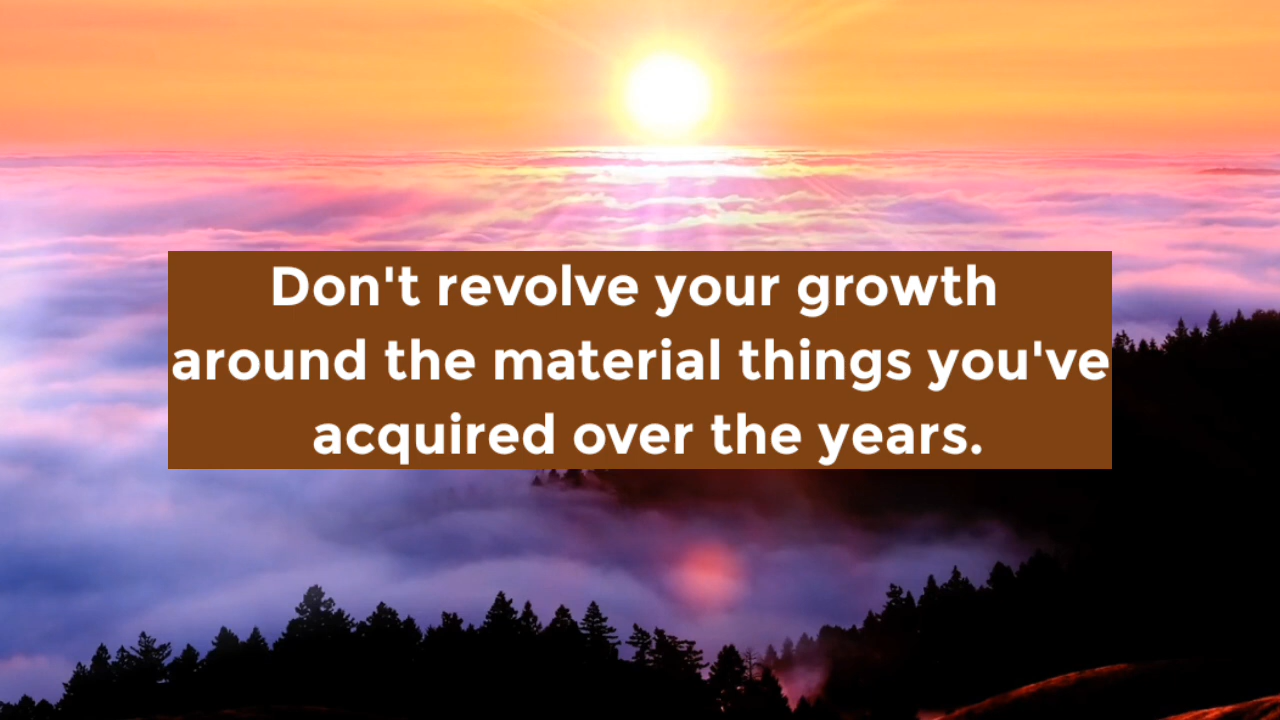 Don't revolve your growth
around the material things you've
acquired over the years.